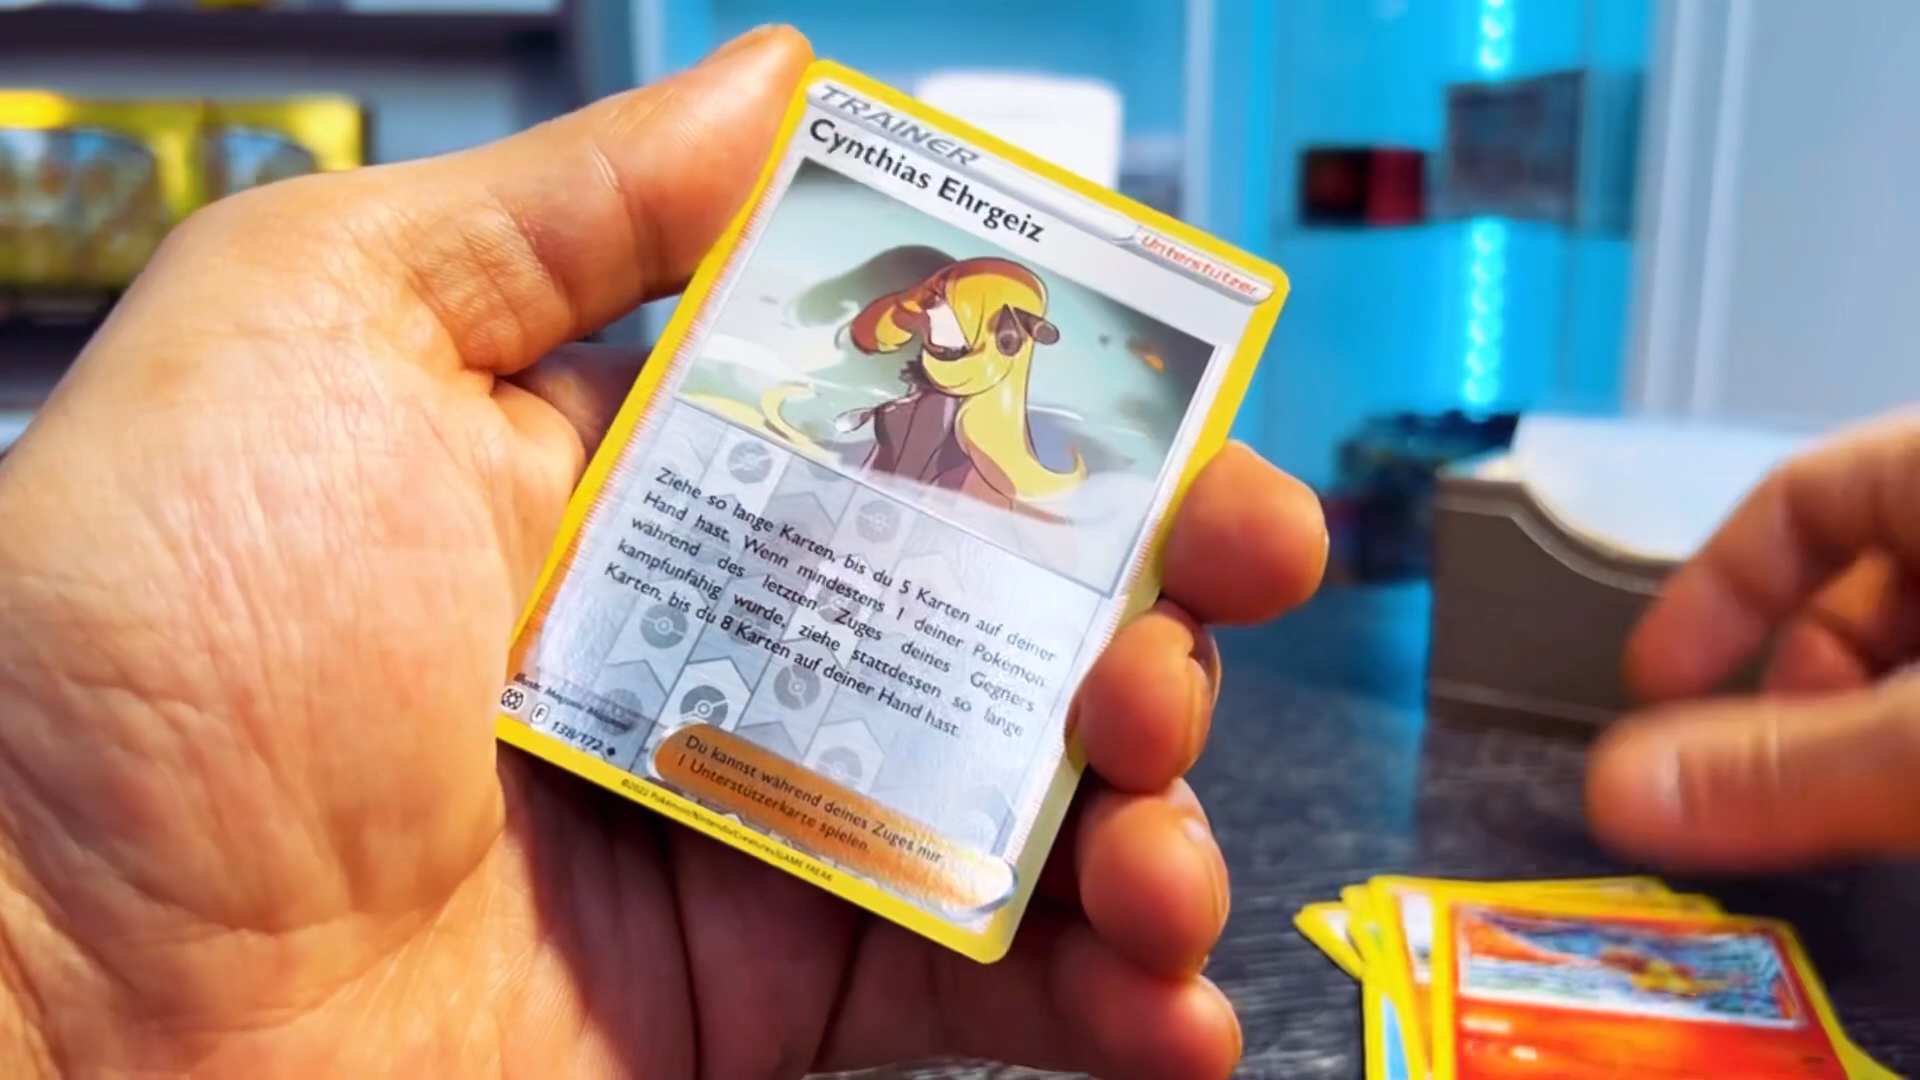 TRAINER
Cynthias Ehrgeiz
Unterstützer
Ziehe so lange Karten, bis du 5 Karten auf deiner
Hand hast. Wenn mindestens 1 deiner Pokémon
während des letzten Zuges deines Gegners
kampfunfähig wurde, ziehe stattdessen so lange
Karten, bis du 8 Karten auf deiner Hand hast.
Illus.
F
138/172
Du kannst während deines Zuges nur
1 Unterstützerkarte spielen.
©2022 Pokémon/Nintendo/Creatures/GAME FREAK